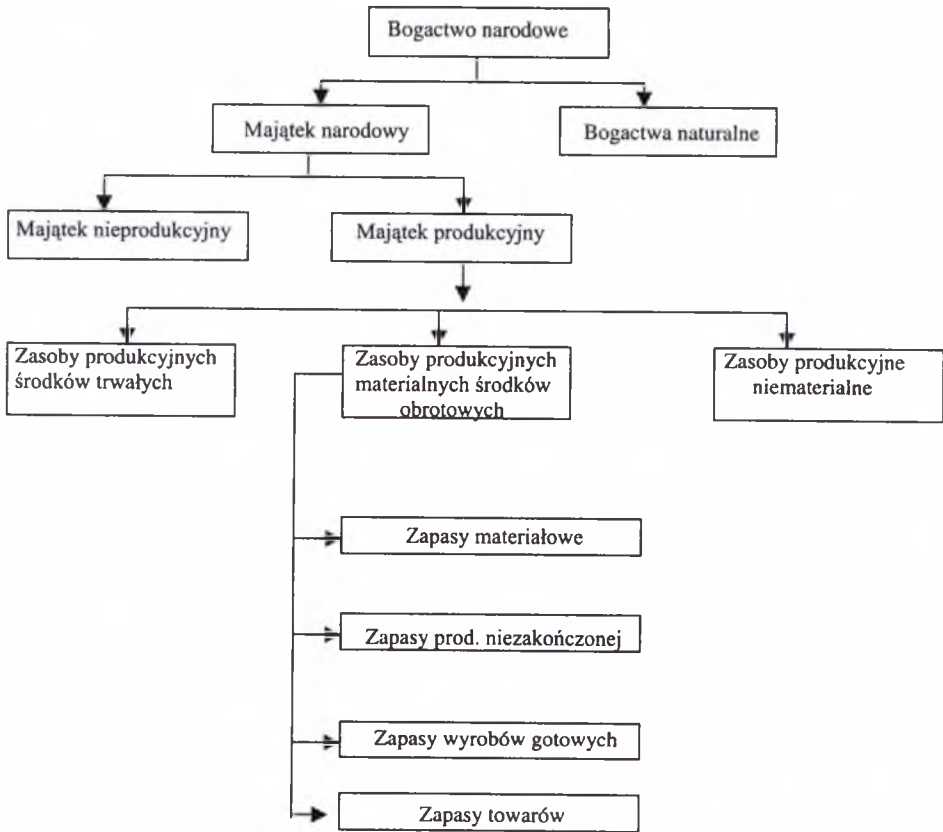 Bogactwo narodowe
Majątek narodowy
Bogactwa naturalne
Majątek nieprodukcyjny
Majątek produkcyjny
Zasoby produkcyjnych
środków trwałych
Zasoby produkcyjnych
materialnych środków
obrotowych
Zasoby produkcyjne
niematerialne
Zapasy materiałowe
Zapasy prod. niezakończonej
Zapasy wyrobów gotowych
Zapasy towarów